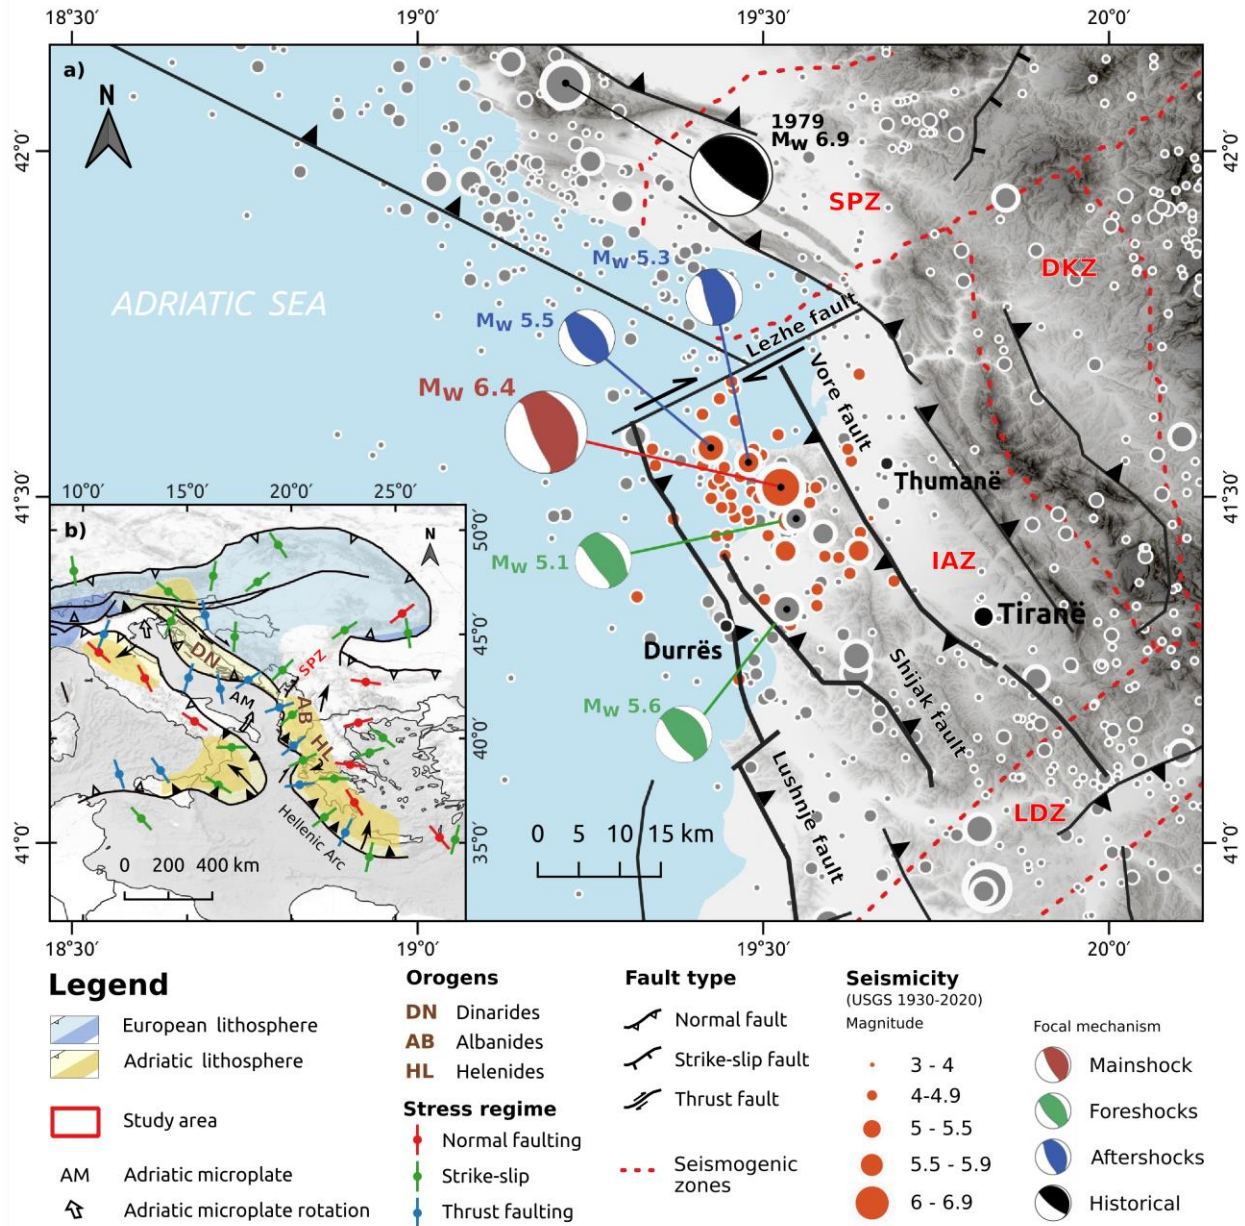 18°30′ 19°0′ 19°30′ 20°0′
a)
N
42°0′
42°0′
1979
Mw 6.9
SPZ
DKZ
Mw 5.3
ADRIATIC SEA
Mw 5.5
Lezhe fault
Vore fault
Mw 6.4
Thumanë
41°30′
41°30′
10°0′ 15°0′ 20°0′ 25°0′
b)
N
50°0′
Mw 5.1
IAZ
Tiranë
45°0′
DN
SPZ
Durrës
AM
AB
Shijak fault
Mw 5.6
40°0′
HL
Lushnje fault
LDZ
Hellenic Arc
35°0′
41°0′
41°0′
0 200 400 km
0 5 10 15 km
18°30′ 19°0′ 19°30′ 20°0′
Legend
European lithosphere
Adriatic lithosphere
Study area
AM Adriatic microplate
Adriatic microplate rotation
Orogens
DN Dinarides
AB Albanides
HL Helenides
Stress regime
Normal faulting
Strike-slip
Thrust faulting
Fault type
Normal fault
Strike-slip fault
Thrust fault
Seismogenic
zones
Seismicity
(USGS 1930-2020)
Magnitude
3 - 4
4-4.9
5 - 5.5
5.5 - 5.9
6 - 6.9
Focal mechanism
Mainshock
Foreshocks
Aftershocks
Historical